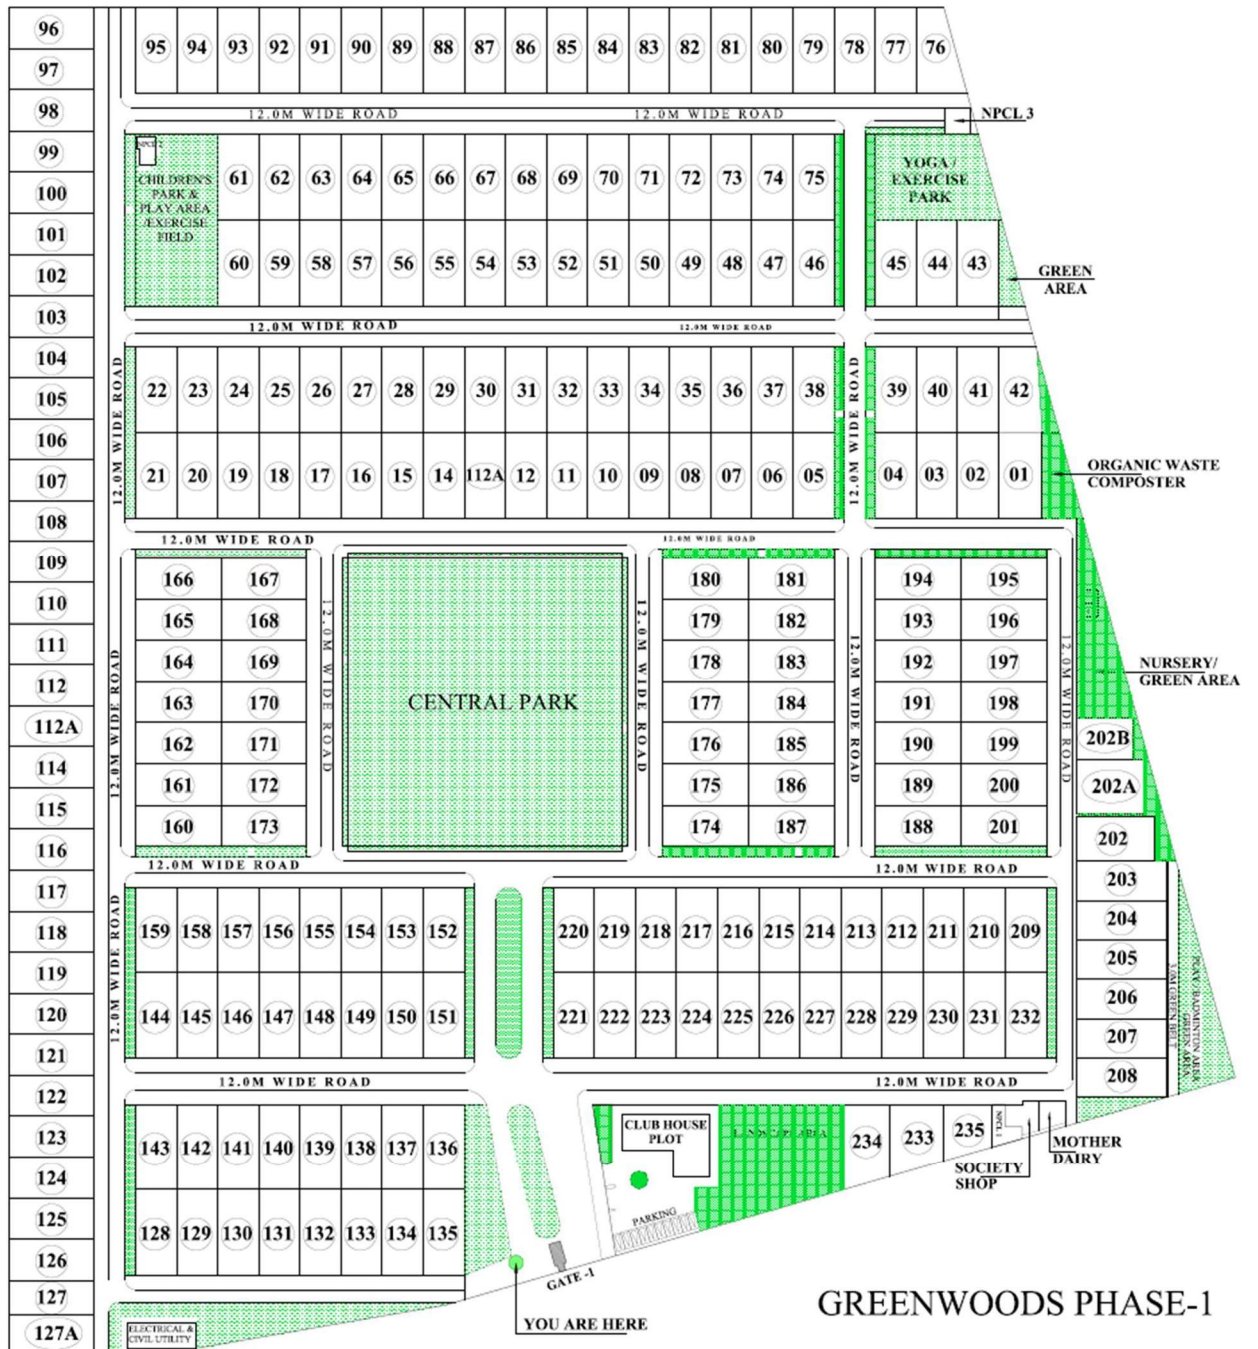 96
97
98
99
100
101
102
103
104
105
106
107
108
109
110
111
112
112A
114
115
116
117
118
119
120
121
122
123
124
125
126
127
127A
95 94 93 92 91 90 89 88 87 86 85 84 83 82 81 80 79 78 77 76
12.0M WIDE ROAD
12.0M WIDE ROAD
NPCL 3
NPCL 2
CHILDREN'S
PARK &
PLAY AREA
/EXERCISE
FIELD
61 62 63 64 65 66 67 68 69 70 71 72 73 74 75
YOGA /
EXERCISE
PARK
60 59 58 57 56 55 54 53 52 51 50 49 48 47 46
45 44 43
GREEN
AREA
12.0M WIDE ROAD
12.0M WIDE ROAD
12.0M WIDE ROAD
22 23 24 25 26 27 28 29 30 31 32 33 34 35 36 37 38
12.0M WIDE ROAD
39 40 41 42
21 20 19 18 17 16 15 14 112A 12 11 10 09 08 07 06 05
04 03 02 01
ORGANIC WASTE
COMPOSTER
12.0M WIDE ROAD
12.0M WIDE ROAD
12.0M WIDE ROAD
166 167
165 168
164 169
163 170
162 171
161 172
160 173
12.0M WIDE ROAD
CENTRAL PARK
12.0M WIDE ROAD
180 181
179 182
178 183
177 184
176 185
175 186
174 187
12.0M WIDE ROAD
194 195
193 196
192 197
191 198
190 199
189 200
188 201
12.0M WIDE ROAD
NURSERY/
GREEN AREA
202B
202A
202
203
204
205
206
207
208
3.0M GREEN BELT
PLAY / BADMINTON AREA
GREEN AREA
12.0M WIDE ROAD
12.0M WIDE ROAD
12.0M WIDE ROAD
159 158 157 156 155 154 153 152
144 145 146 147 148 149 150 151
220 219 218 217 216 215 214 213 212 211 210 209
221 222 223 224 225 226 227 228 229 230 231 232
12.0M WIDE ROAD
12.0M WIDE ROAD
143 142 141 140 139 138 137 136
128 129 130 131 132 133 134 135
CLUB HOUSE
PLOT
LANDSCAPE AREA
234 233 235
NPCL 1
MOTHER
DAIRY
SOCIETY
SHOP
PARKING
GATE -1
YOU ARE HERE
ELECTRICAL &
CIVIL UTILITY
GREENWOODS PHASE-1